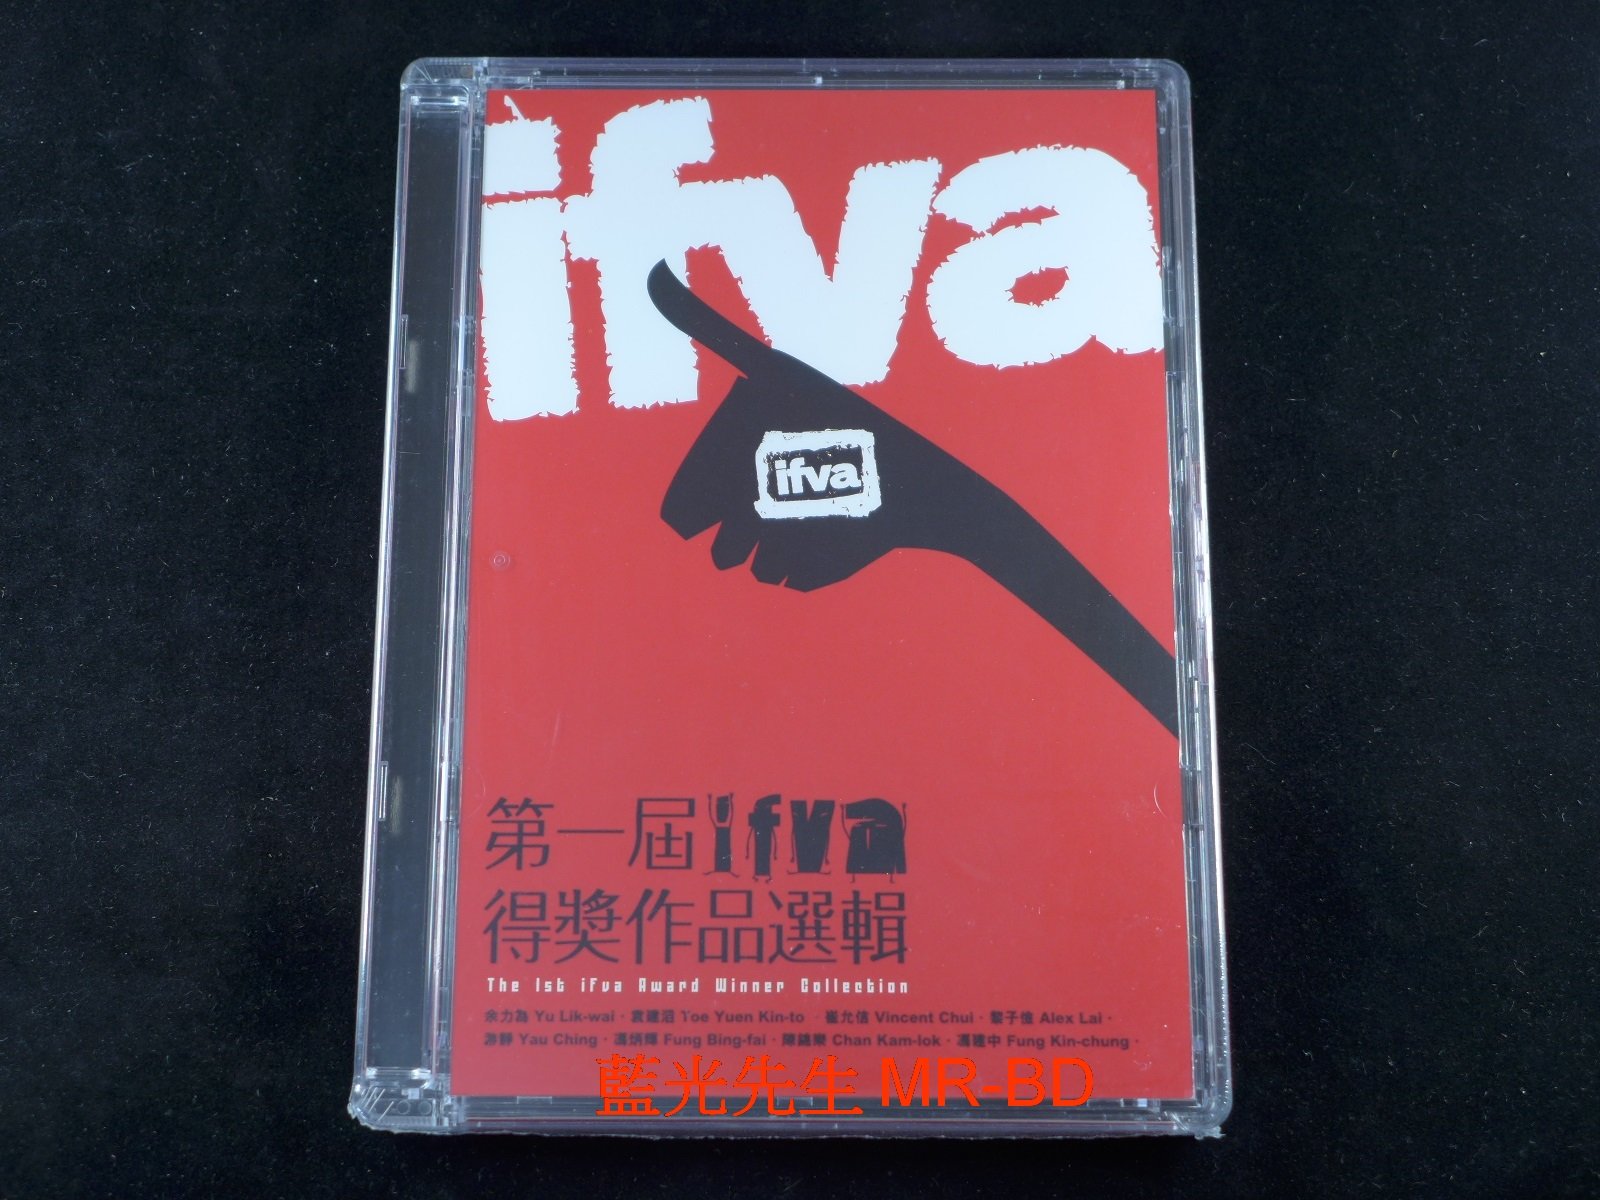 ifva
ifva
第一屆ifva
得獎作品選輯
The 1st iFva Award Winner Collection
余力為 Yu Lik-wai · 袁建滔 Toe Yuen Kin-to · 崔允信 Vincent Chui · 黎子儉 Alex Lai ·
游靜 Yau Ching · 馮炳輝 Fung Bing-fai · 陳錦樂 Chan Kam-lok · 馮建中 Fung Kin-chung ·
藍光先生 MR-BD